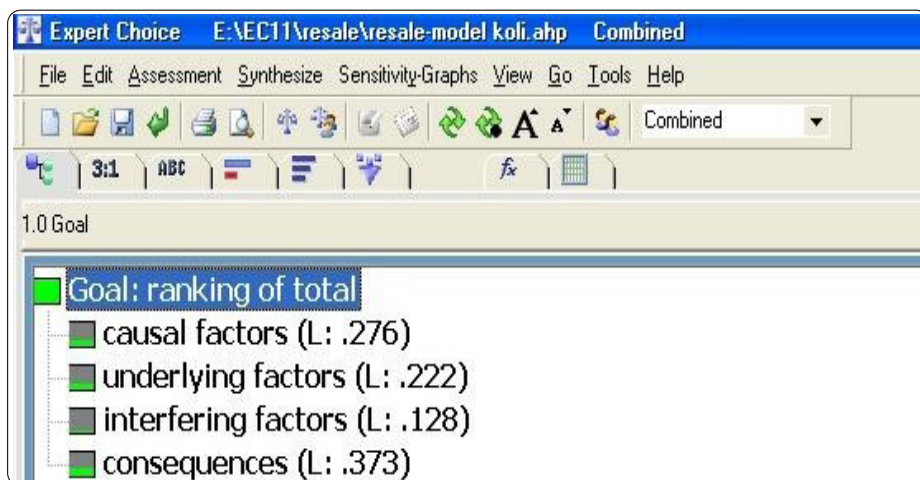 Expert Choice E:\EC11\resale\resale-model koli.ahp Combined
File Edit Assessment Synthesize Sensitivity-Graphs View Go Tools Help
A A Combined
3:1 ABC fx
1.0 Goal
Goal: ranking of total
causal factors (L: .276)
underlying factors (L: .222)
interfering factors (L: .128)
consequences (L: .373)